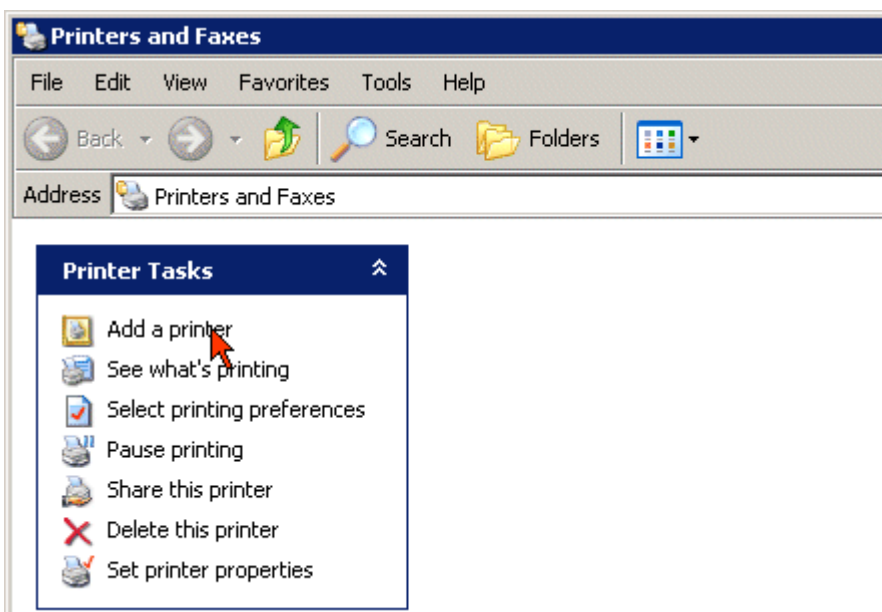 Printers and Faxes
File Edit View Favorites Tools Help
Back Search Folders
Address Printers and Faxes
Printer Tasks
Add a printer
See what's printing
Select printing preferences
Pause printing
Share this printer
Delete this printer
Set printer properties